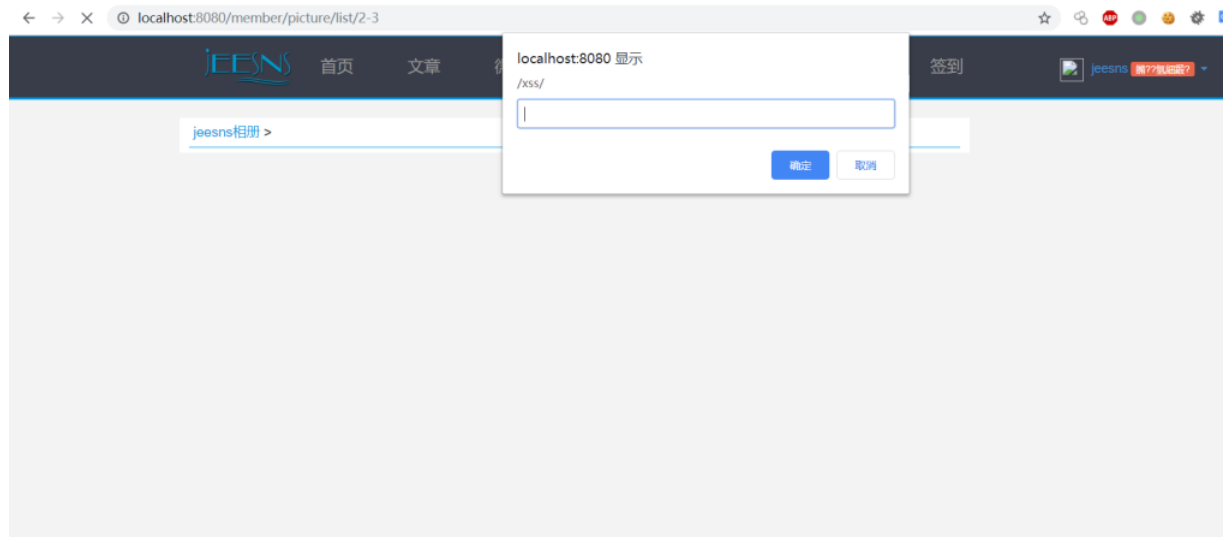 localhost:8080/member/picture/list/2-3
ABP
JEESNS 首页 文章 签到 jeesns
localhost:8080 显示
/xss/
确定 取消
jeesns相册 >